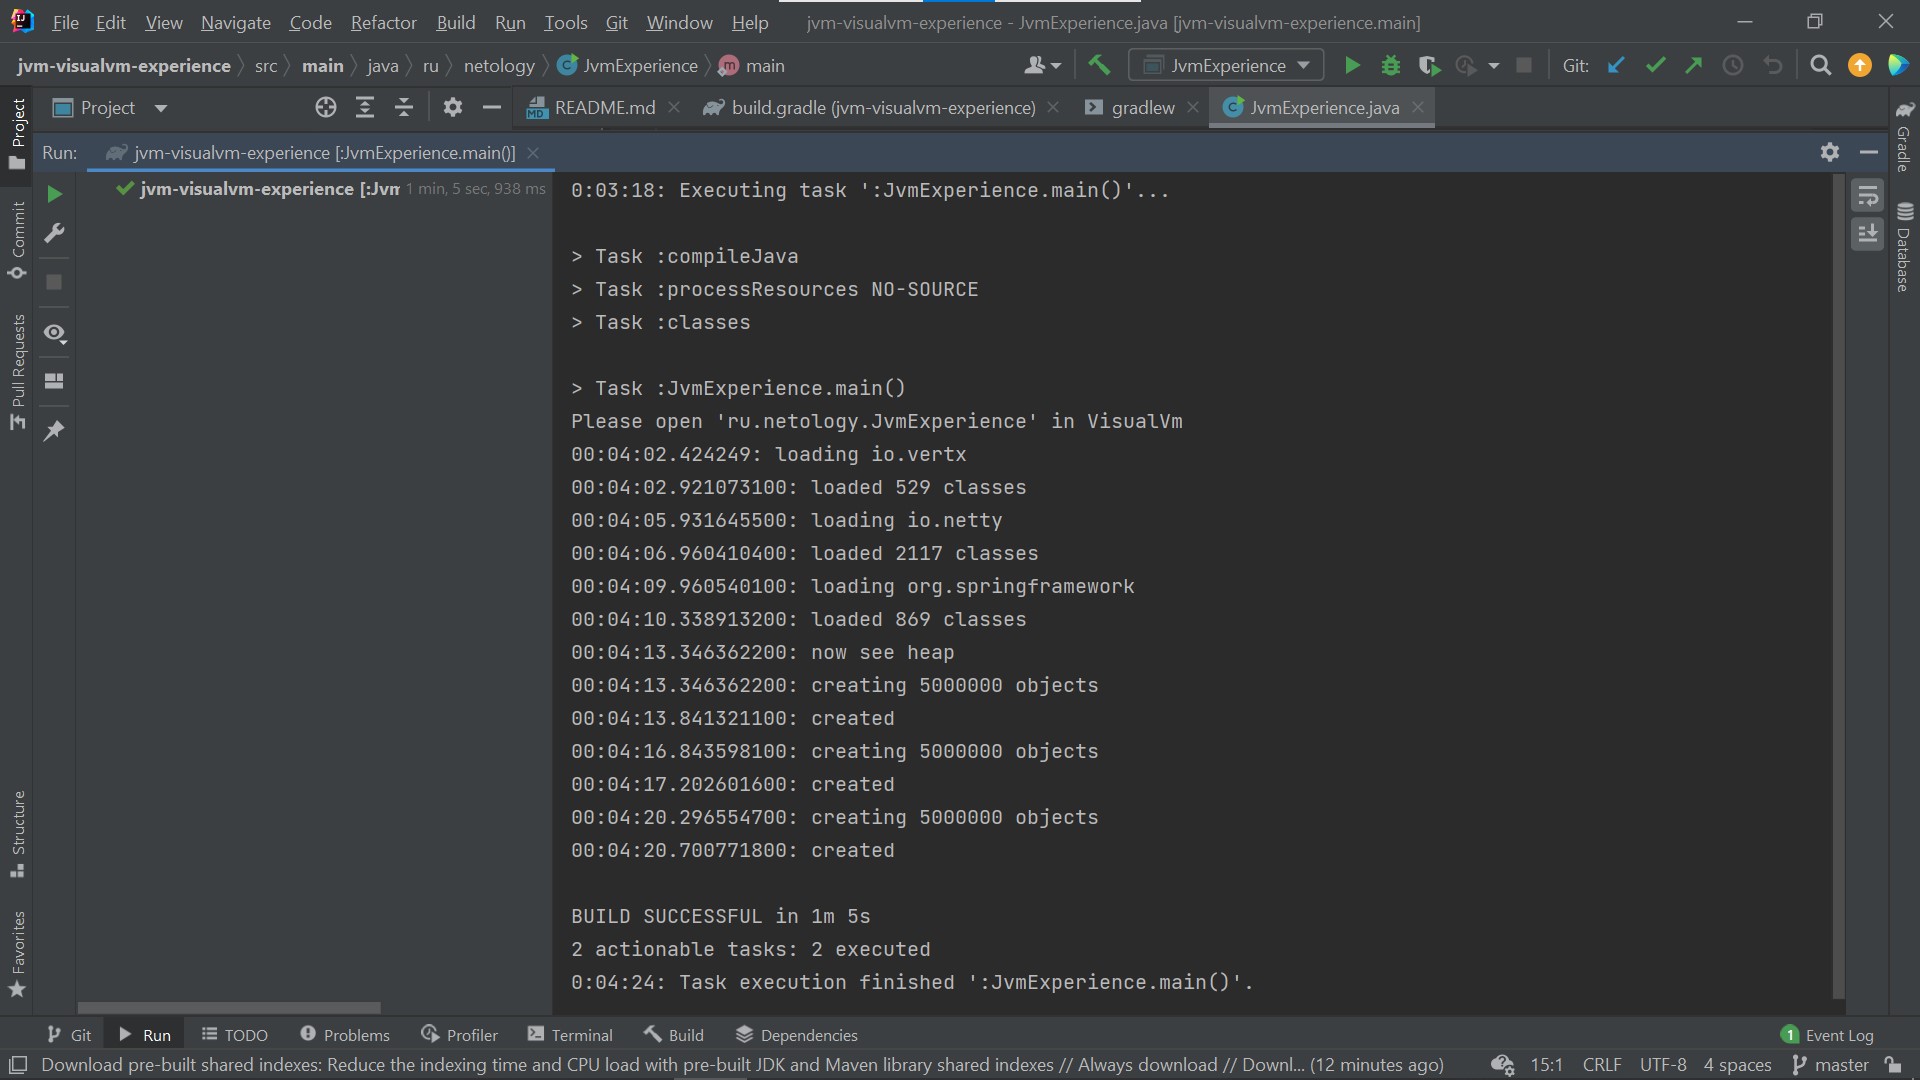 File Edit View Navigate Code Refactor Build Run Tools Git Window Help jvm-visualvm-experience - JvmExperience.java [jvm-visualvm-experience.main]
jvm-visualvm-experience src main java ru netology JvmExperience main JvmExperience Git:
Project README.md build.gradle (jvm-visualvm-experience) gradlew JvmExperience.java
Run: jvm-visualvm-experience [:JvmExperience.main()]
jvm-visualvm-experience [:Jvm 1 min, 5 sec, 938 ms
0:03:18: Executing task ':JvmExperience.main()'...
> Task :compileJava
> Task :processResources NO-SOURCE
> Task :classes
> Task :JvmExperience.main()
Please open 'ru.netology.JvmExperience' in VisualVm
00:04:02.424249: loading io.vertx
00:04:02.921073100: loaded 529 classes
00:04:05.931645500: loading io.netty
00:04:06.960410400: loaded 2117 classes
00:04:09.960540100: loading org.springframework
00:04:10.338913200: loaded 869 classes
00:04:13.346362200: now see heap
00:04:13.346362200: creating 5000000 objects
00:04:13.841321100: created
00:04:16.843598100: creating 5000000 objects
00:04:17.202601600: created
00:04:20.296554700: creating 5000000 objects
00:04:20.700771800: created
BUILD SUCCESSFUL in 1m 5s
2 actionable tasks: 2 executed
0:04:24: Task execution finished ':JvmExperience.main()'.
Project
Commit
Pull Requests
Structure
Favorites
Gradle
Database
Git Run TODO Problems Profiler Terminal Build Dependencies 1 Event Log
Download pre-built shared indexes: Reduce the indexing time and CPU load with pre-built JDK and Maven library shared indexes // Always download // Downl... (12 minutes ago) 15:1 CRLF UTF-8 4 spaces master